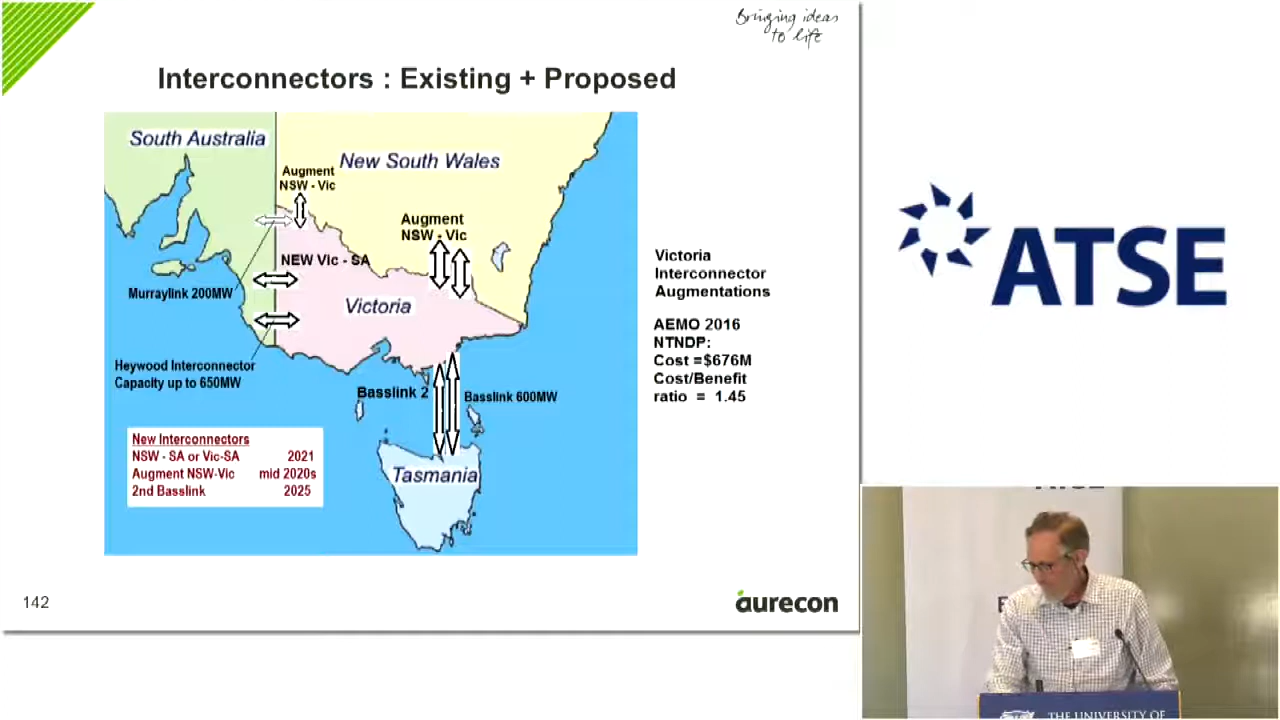 Bringing ideas
to life
Interconnectors : Existing + Proposed
South Australia
New South Wales
Augment
NSW - Vic
Augment
NSW - Vic
NEW Vic - SA
Murraylink 200MW
Victoria
Heywood Interconnector
Capacity up to 650MW
Basslink 2
Basslink 600MW
Tasmania
New Interconnectors
NSW - SA or Vic-SA 2021
Augment NSW-Vic mid 2020s
2nd Basslink 2025
Victoria
Interconnector
Augmentations
AEMO 2016
NTNDP:
Cost =$676M
Cost/Benefit
ratio = 1.45
142
aurecon
ATSE
THE UNIVERSITY OF